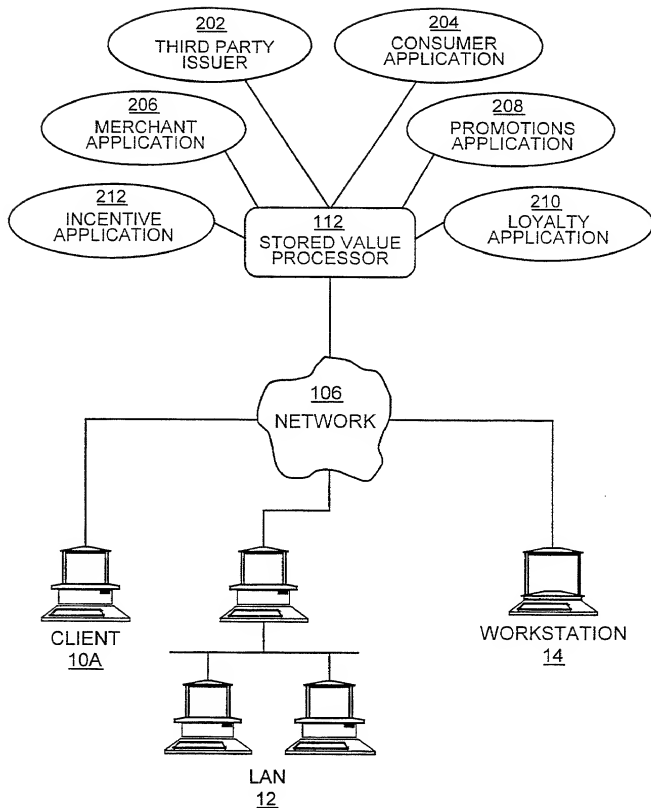 202
THIRD PARTY
ISSUER
204
CONSUMER
APPLICATION
206
MERCHANT
APPLICATION
208
PROMOTIONS
APPLICATION
212
INCENTIVE
APPLICATION
112
STORED VALUE
PROCESSOR
210
LOYALTY
APPLICATION
106
NETWORK
CLIENT
10A
WORKSTATION
14
LAN
12